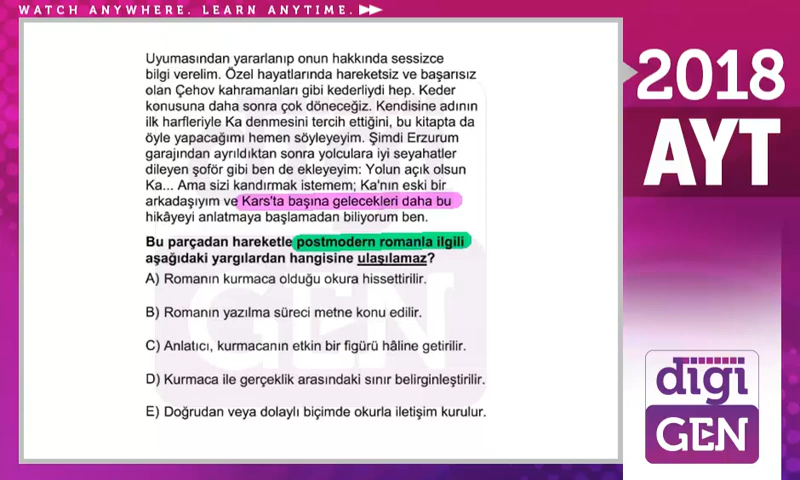 WATCH ANYWHERE. LEARN ANYTIME.
Uyumasından yararlanıp onun hakkında sessizce
bilgi verelim. Özel hayatlarında hareketsiz ve başarısız
olan Çehov kahramanları gibi kederliydi hep. Keder
konusuna daha sonra çok döneceğiz. Kendisine adının
ilk harfleriyle Ka denmesini tercih ettiğini, bu kitapta da
öyle yapacağımı hemen söyleyeyim. Şimdi Erzurum
garajından ayrıldıktan sonra yolculara iyi seyahatler
dileyen şoför gibi ben de ekleyeyim: Yolun açık olsun
Ka... Ama sizi kandırmak istemem; Ka'nın eski bir
arkadaşıyım ve Kars'ta başına gelecekleri daha bu
hikâyeyi anlatmaya başlamadan biliyorum ben.
Bu parçadan hareketle postmodern romanla ilgili
aşağıdaki yargılardan hangisine ulaşılamaz?
A) Romanın kurmaca olduğu okura hissettirilir.
B) Romanın yazılma süreci metne konu edilir.
C) Anlatıcı, kurmacanın etkin bir figürü hâline getirilir.
D) Kurmaca ile gerçeklik arasındaki sınır belirginleştirilir.
E) Doğrudan veya dolaylı biçimde okurla iletişim kurulur.
2018
AYT
digi
GEN